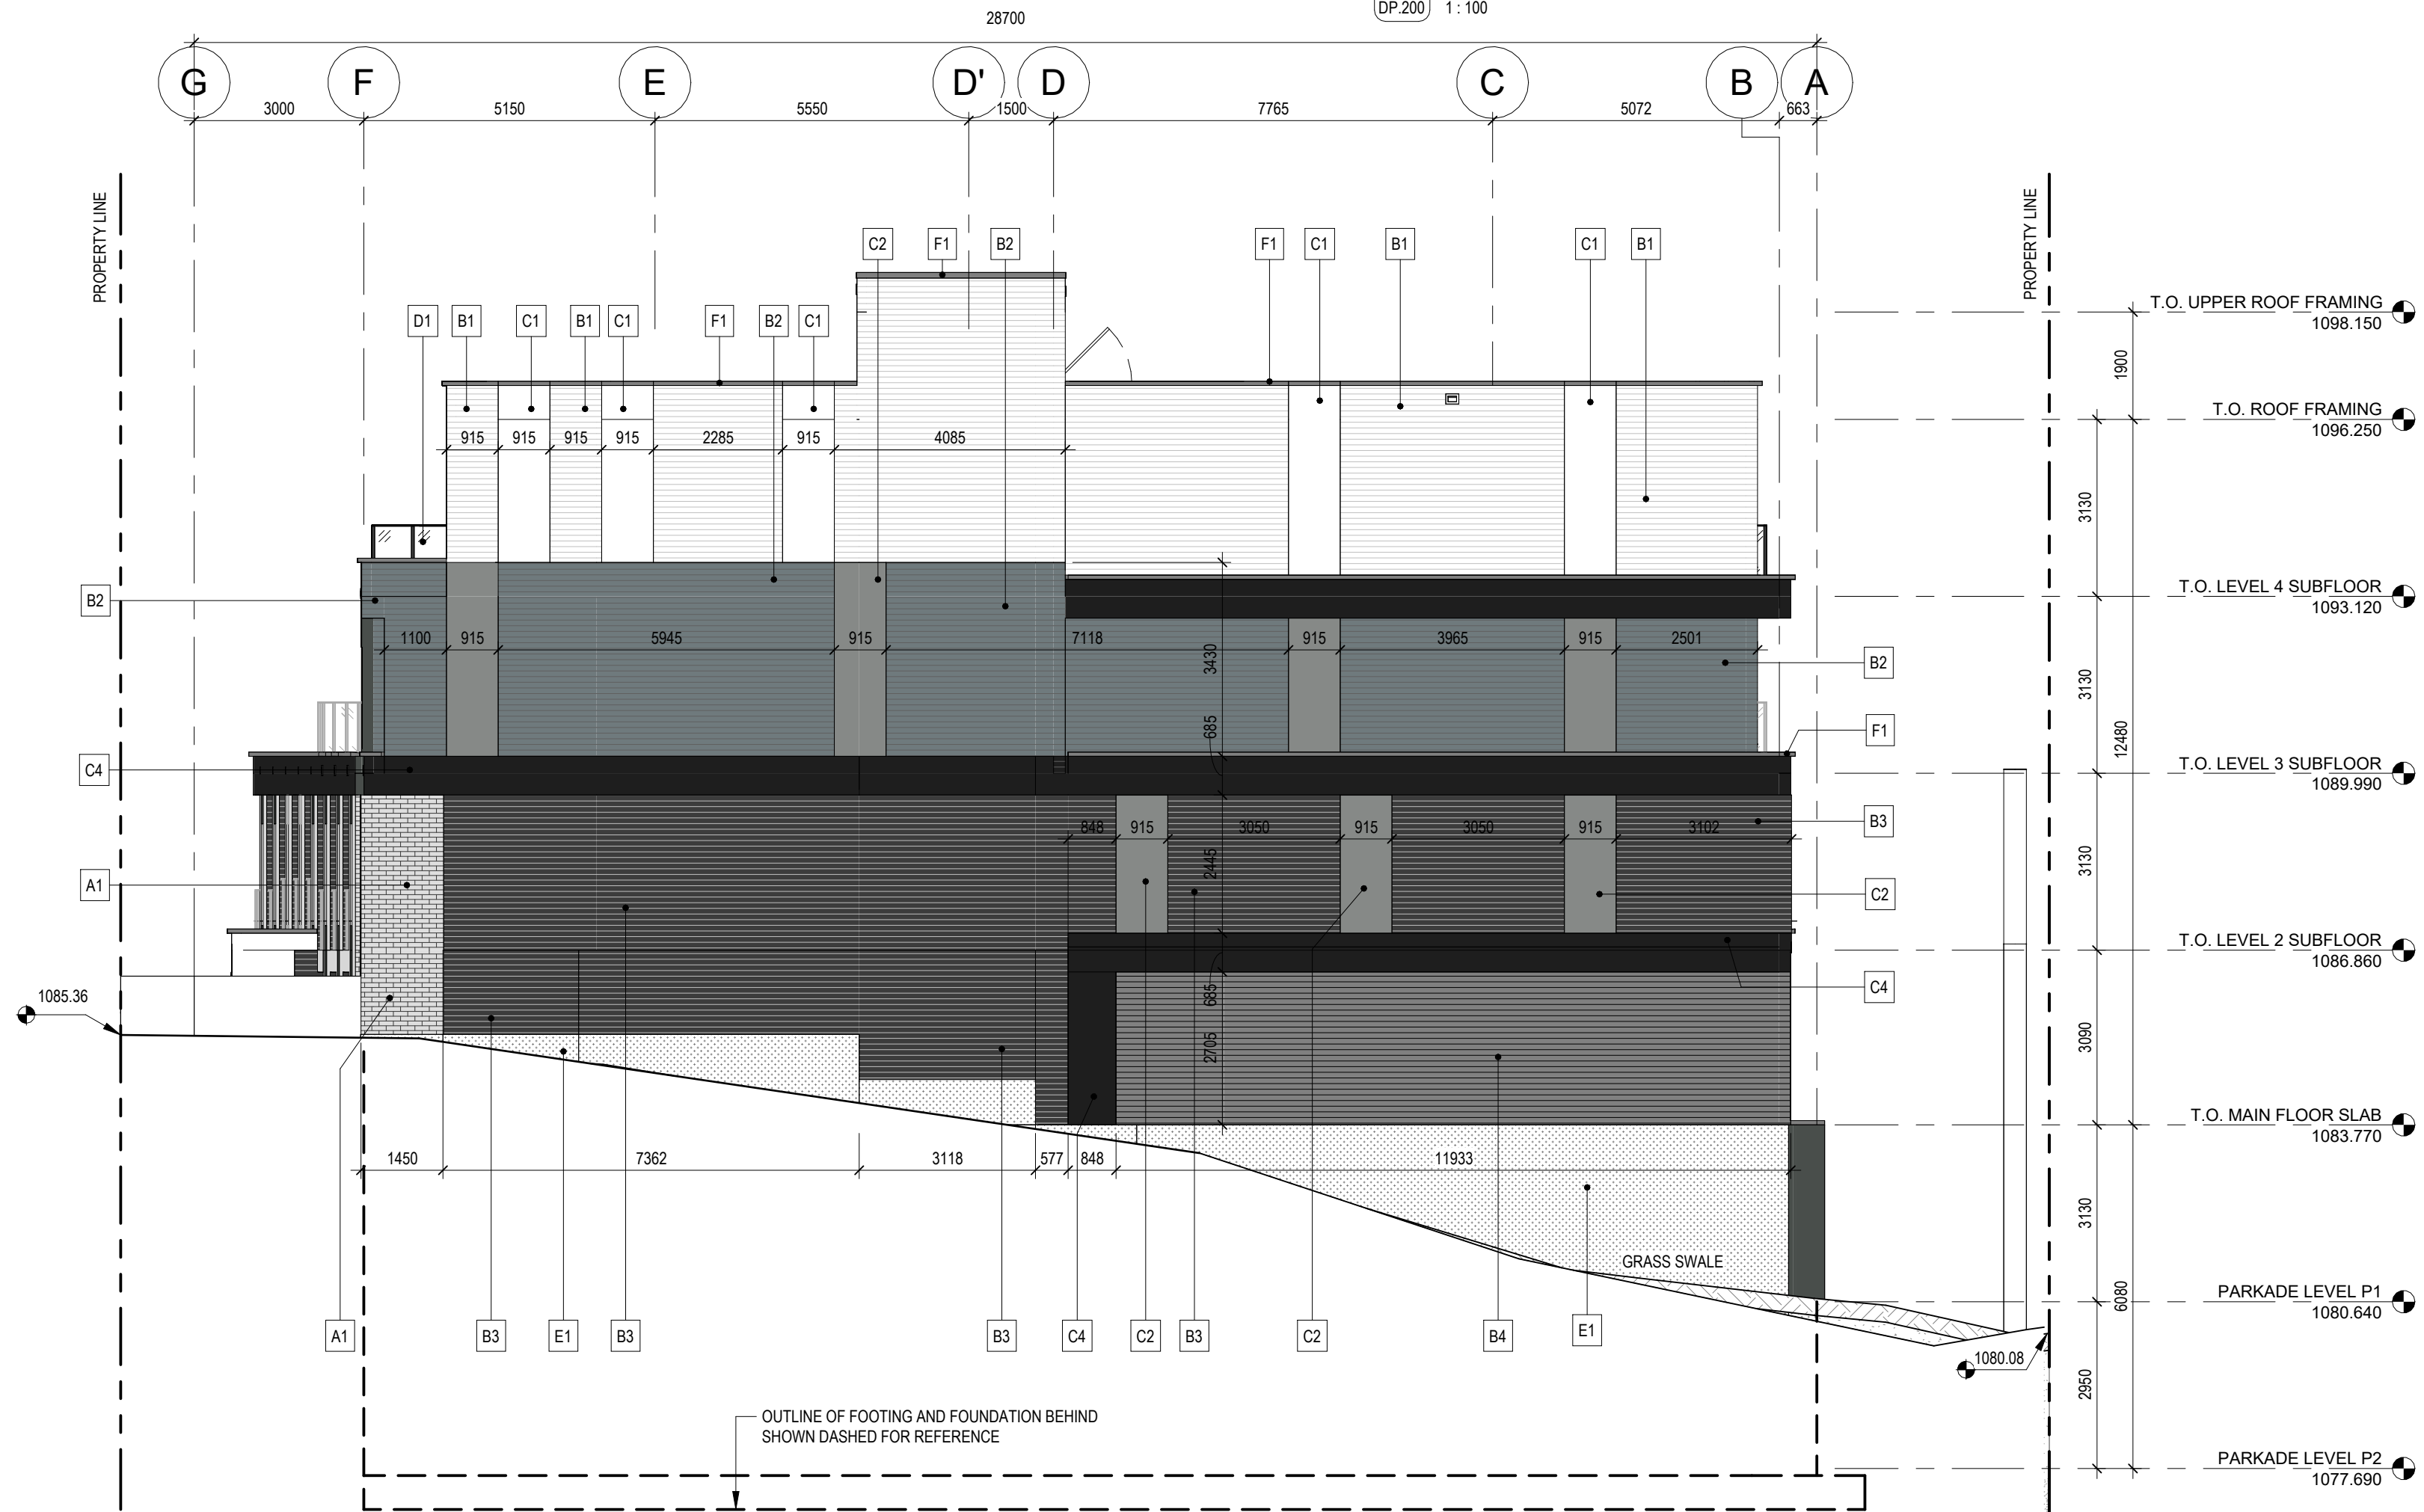 DP.200 1 : 100
28700
G F E D' D C B A
3000 5150 5550 1500 7765 5072 663
PROPERTY LINE
PROPERTY LINE
C2 F1 B2 F1 C1 B1 C1 B1
D1 B1 C1 B1 C1 F1 B2 C1
T.O. UPPER ROOF FRAMING
1098.150
1900
T.O. ROOF FRAMING
1096.250
915 915 915 915 2285 915 4085
3130
T.O. LEVEL 4 SUBFLOOR
1093.120
B2
1100 915 5945 915 7118 915 3965 915 2501
3430
B2
3130
685
F1
12480
C4
T.O. LEVEL 3 SUBFLOOR
1089.990
B3
848 915 3050 915 3050 915 3102
2445
3130
A1
C2
T.O. LEVEL 2 SUBFLOOR
1086.860
C4
685
1085.36
2705
3090
T.O. MAIN FLOOR SLAB
1083.770
1450 7362 3118 577 848 11933
3130
GRASS SWALE
PARKADE LEVEL P1
1080.640
6080
A1 B3 E1 B3 B3 C4 C2 B3 C2 B4 E1
1080.08
2950
OUTLINE OF FOOTING AND FOUNDATION BEHIND
SHOWN DASHED FOR REFERENCE
PARKADE LEVEL P2
1077.690